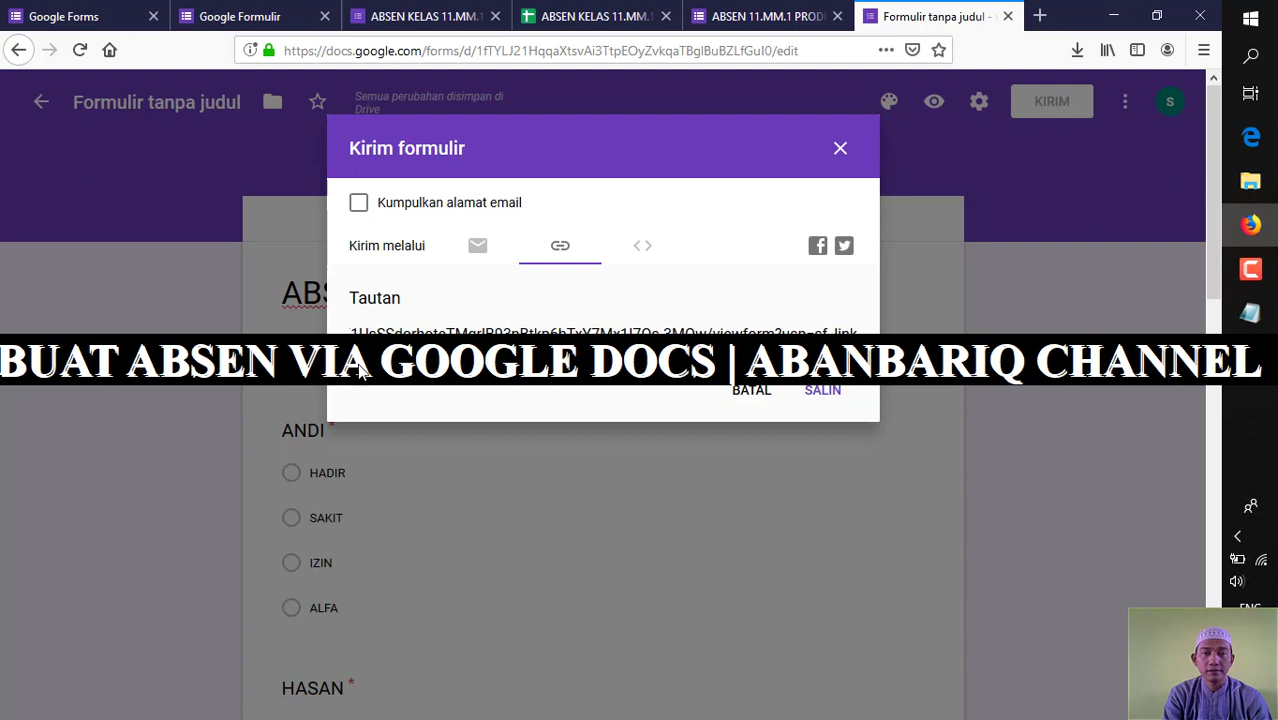 Google Forms
Google Formulir
ABSEN KELAS 11.MM.1
ABSEN KELAS 11.MM.1
ABSEN 11.MM.1 PRODU
Formulir tanpa judul -
https://docs.google.com/forms/d/1fTYLJ21HqqaXtsvAi3TtpEOyZvkqaTBglBuBZLfGuI0/edit
Formulir tanpa judul
Semua perubahan disimpan di
Drive
KIRIM
S
Kirim formulir
Kumpulkan alamat email
Kirim melalui
Tautan
BUAT ABSEN VIA GOOGLE DOCS | ABANBARIQ CHANNEL
BATAL
SALIN
ANDI *
HADIR
SAKIT
IZIN
ALFA
HASAN *